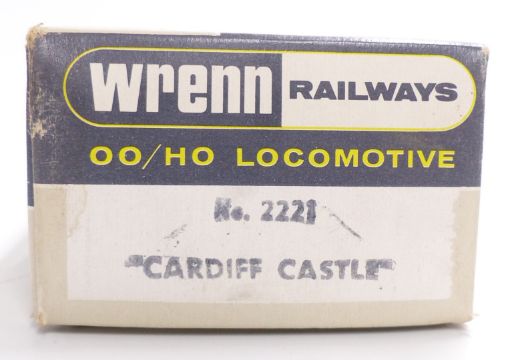 wrenn RAILWAYS
OO/HO LOCOMOTIVE
No. 2221
"CARDIFF CASTLE"